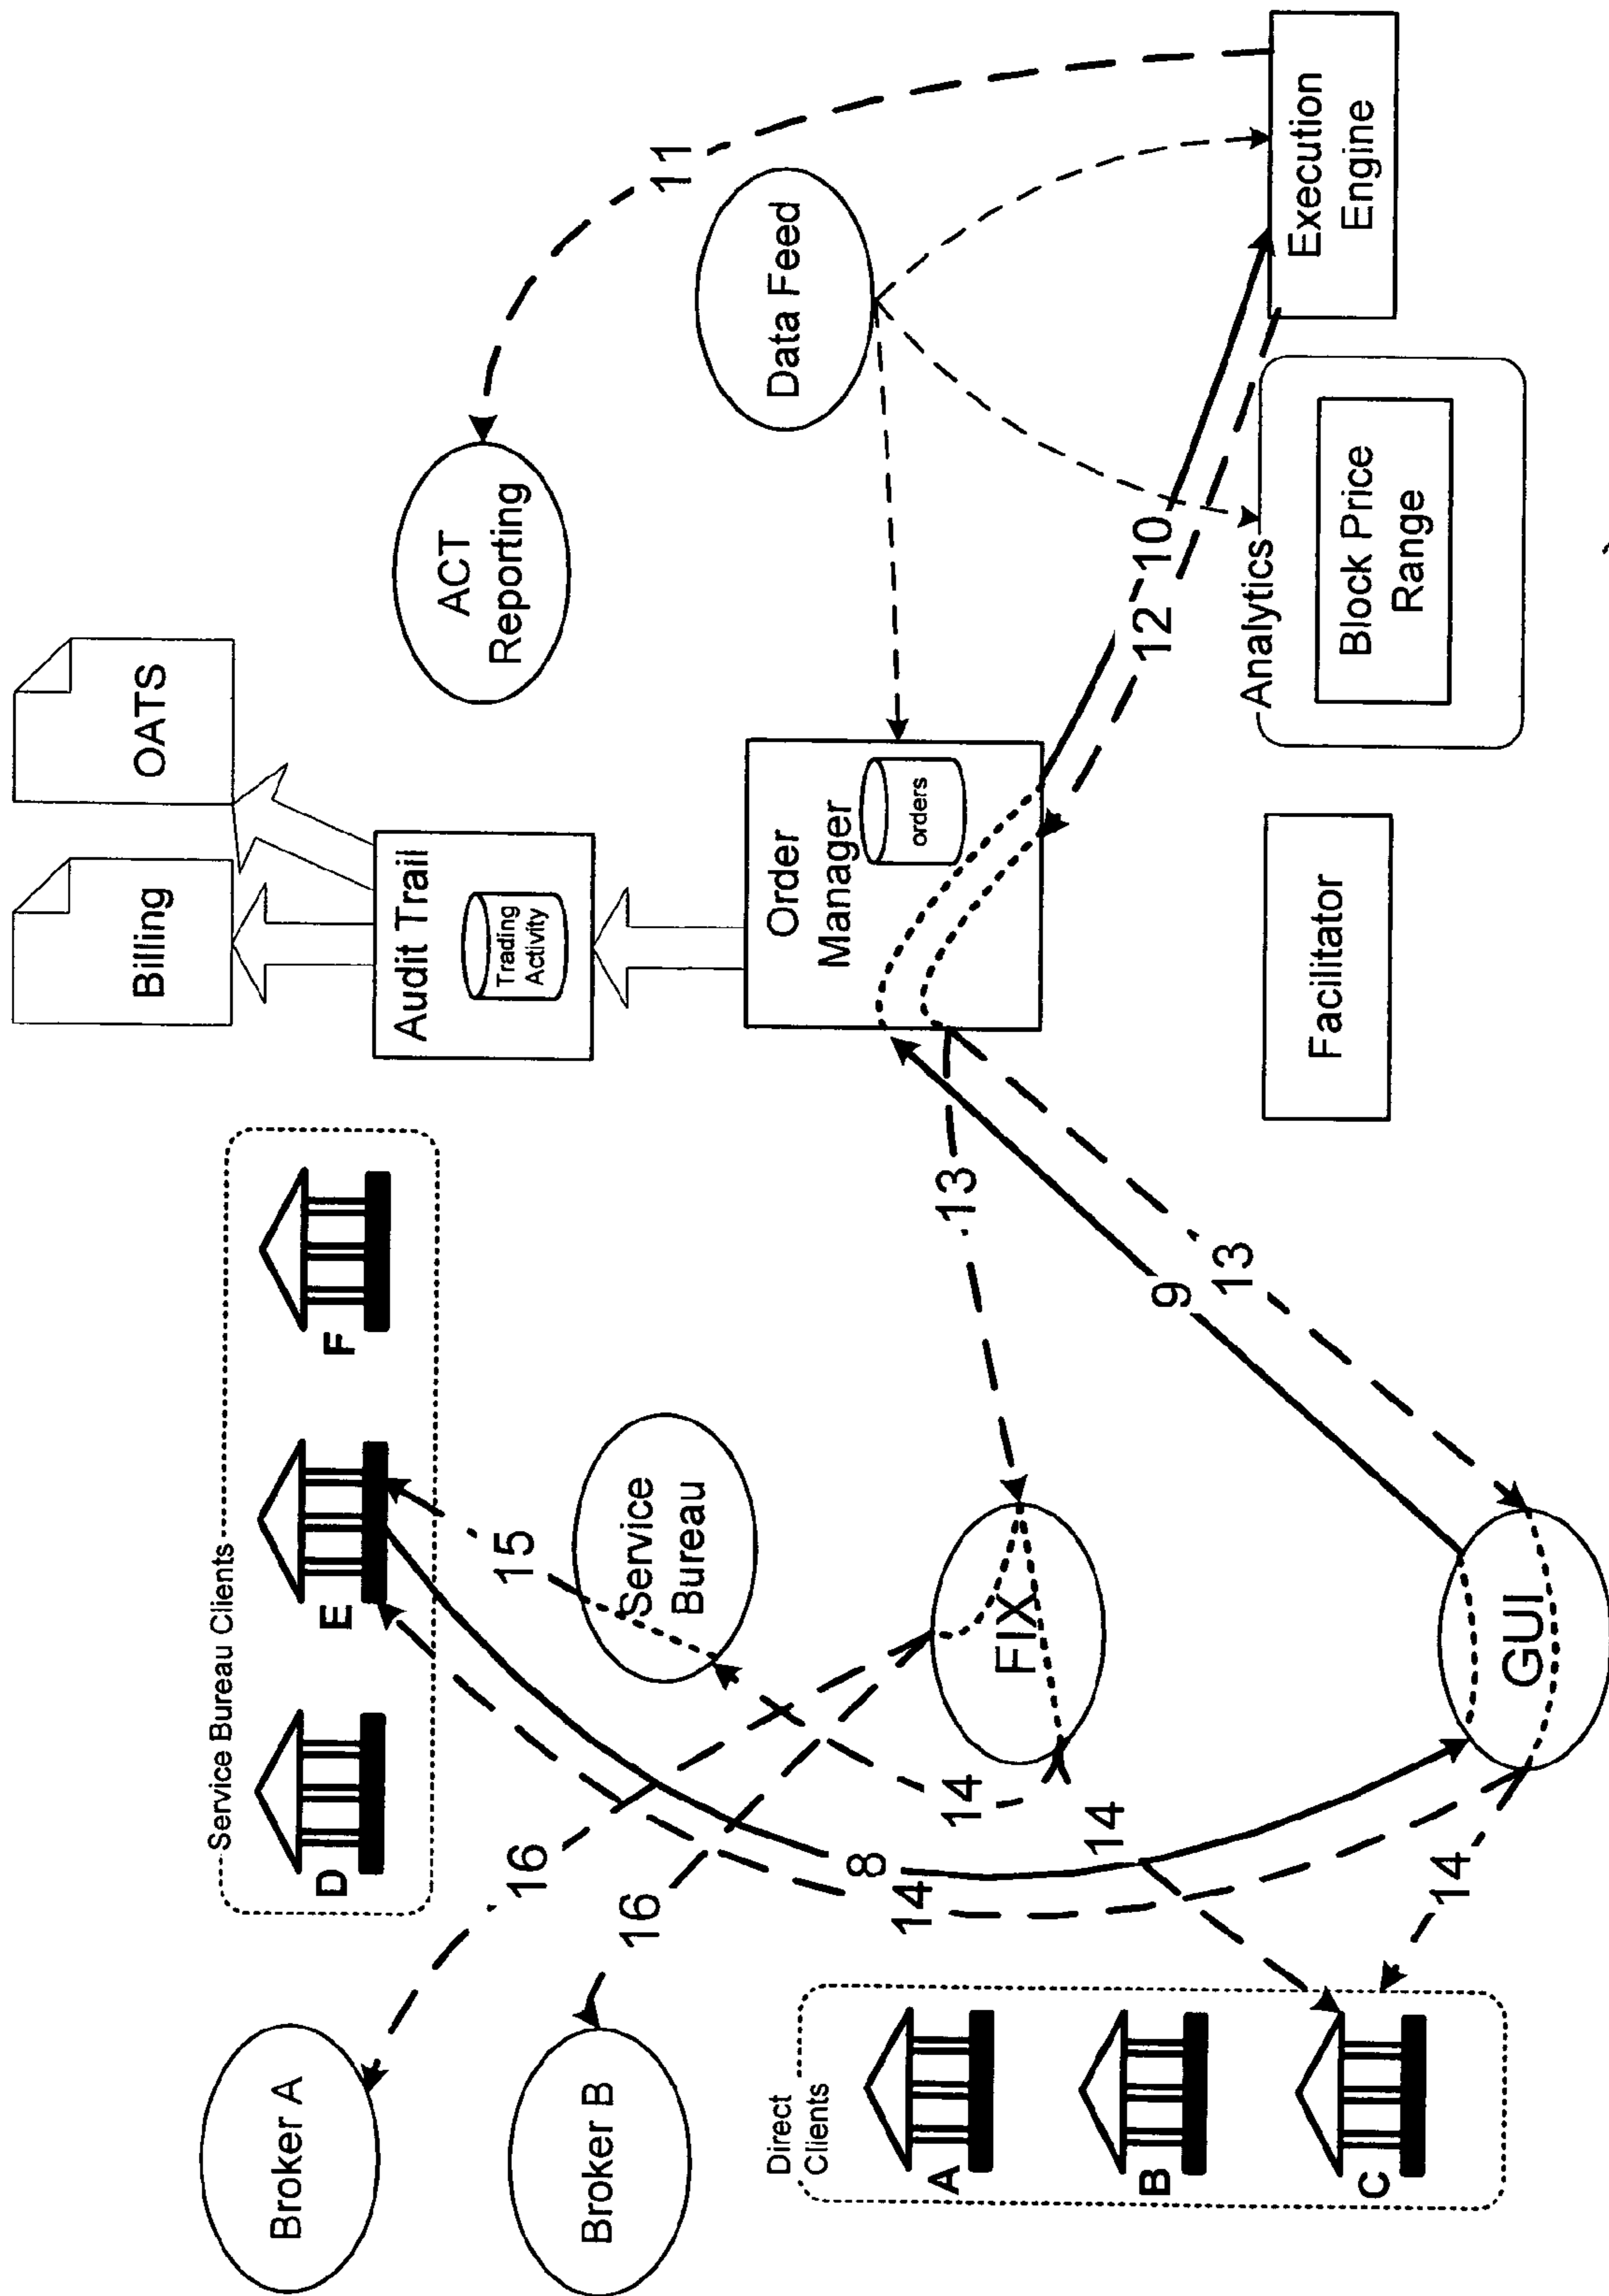 Broker A
Broker B
Service Bureau Clients
D
E
F
Billing
OATS
Audit Trail
Trading
Activity
ACT
Reporting
Service
Bureau
16
16
15
11
Direct
Clients
A
B
C
8
14
14
14
14
FIX
13
13
9
Order
Manager
orders
Data Feed
12
10
GUI
Facilitator
Analytics
Block Price
Range
Execution
Engine